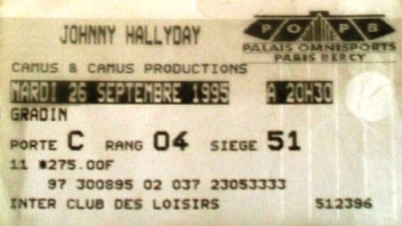 JOHNNY HALLYDAY
POPB
PALAIS OMNISPORTS
PARIS BERCY
CAMUS & CAMUS PRODUCTIONS
MARDI 26 SEPTEMBRE 1995 A 20H30
GRADIN
PORTE C RANG 04 SIEGE 51
11 *275.00F
97 300895 02 037 23053333
INTER CLUB DES LOISIRS 512396